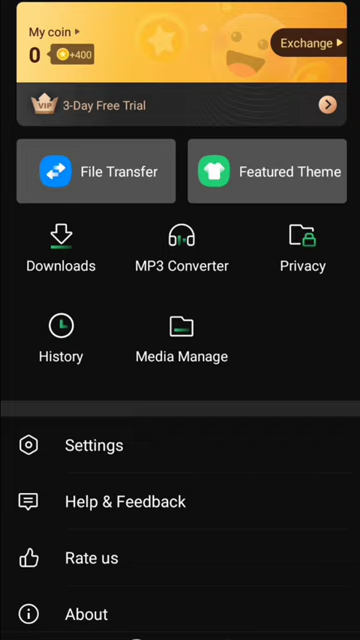 My coin
0
+400
Exchange
VIP
3-Day Free Trial
File Transfer
Featured Theme
Downloads
MP3 Converter
Privacy
History
Media Manage
Settings
Help & Feedback
Rate us
About